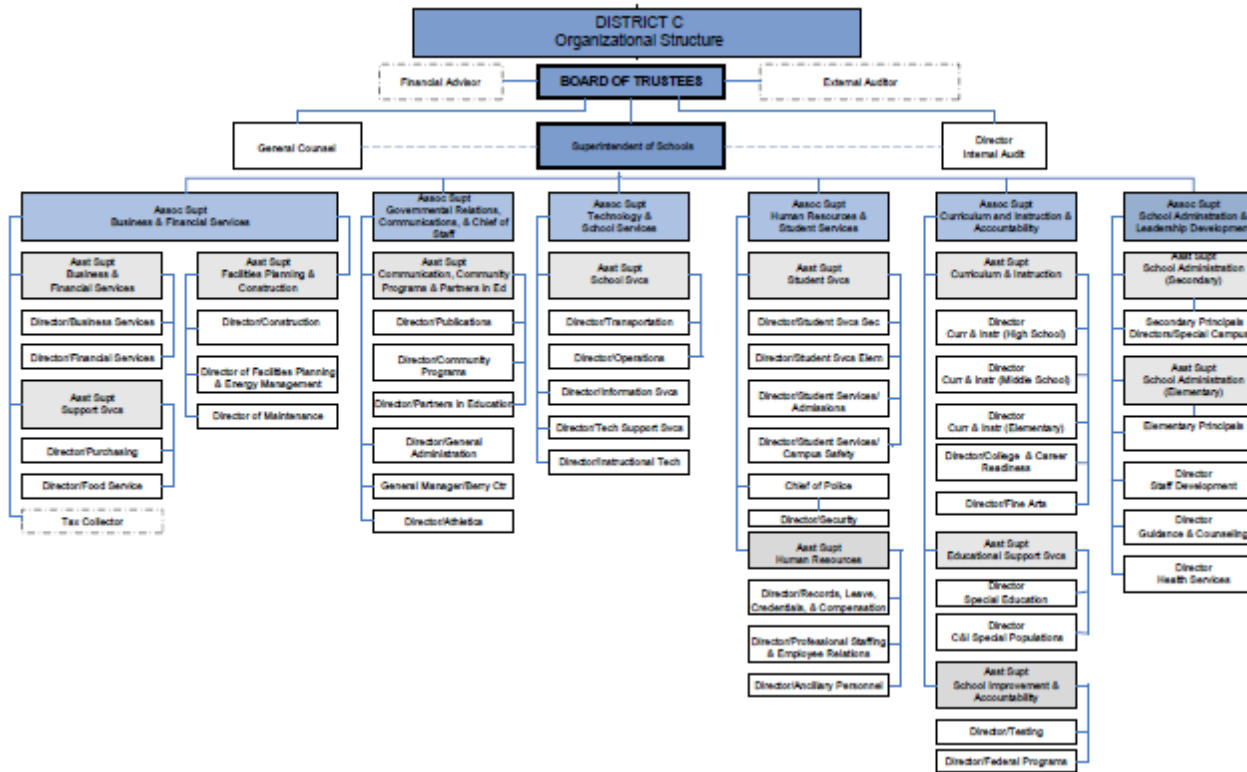 DISTRICT C
Organizational Structure
Financial Advisor
BOARD OF TRUSTEES
External Auditor
General Counsel
Superintendent of Schools
Director
Internal Audit
Assoc Supt
Business & Financial Services
Assoc Supt
Governmental Relations,
Communications, & Chief of
Staff
Assoc Supt
Technology &
School Services
Assoc Supt
Human Resources &
Student Services
Assoc Supt
Curriculum and Instruction &
Accountability
Assoc Supt
School Adminstration &
Leadership Development
Asst Supt
Business &
Financial Services
Director/Business Services
Director/Financial Services
Asst Supt
Support Svcs
Director/Purchasing
Director/Food Service
Tax Collector
Asst Supt
Facilities Planning &
Construction
Director/Construction
Director of Facilities Planning
& Energy Management
Director of Maintenance
Asst Supt
Communication, Community
Programs & Partners in Ed
Director/Publications
Director/Community
Programs
Director/Partners in Education
Director/General
Administration
General Manager/Berry Ctr
Director/Athletics
Asst Supt
School Svcs
Director/Transportation
Director/Operations
Director/Information Svcs
Director/Tech Support Svcs
Director/Instructional Tech
Asst Supt
Student Svcs
Director/Student Svcs Sec
Director/Student Svcs Elem
Director/Student Services/
Admissions
Director/Student Services/
Campus Safety
Chief of Police
Director/Security
Asst Supt
Human Resources
Director/Records, Leave,
Credentials, & Compensation
Director/Professional Staffing
& Employee Relations
Director/Ancillary Personnel
Asst Supt
Curriculum & Instruction
Director
Curr & Instr (High School)
Director
Curr & Instr (Middle School)
Director
Curr & Instr (Elementary)
Director/College & Career
Readiness
Director/Fine Arts
Asst Supt
Educational Support Svcs
Director
Special Education
Director
C&I Special Populations
Asst Supt
School Improvement &
Accountability
Director/Testing
Director/Federal Programs
Asst Supt
School Administration
(Secondary)
Secondary Principals
Directors/Special Campus
Asst Supt
School Administration
(Elementary)
Elementary Principals
Director
Staff Development
Director
Guidance & Counseling
Director
Health Services